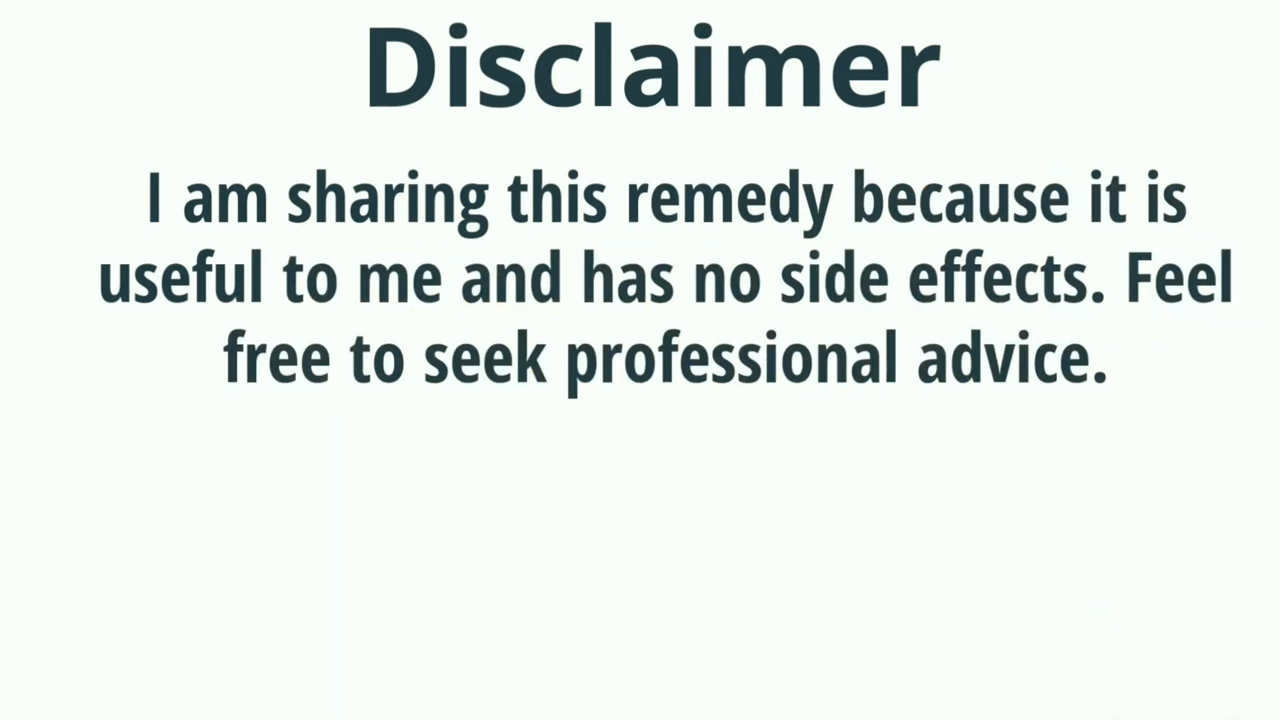 Disclaimer
I am sharing this remedy because it is
useful to me and has no side effects. Feel
free to seek professional advice.